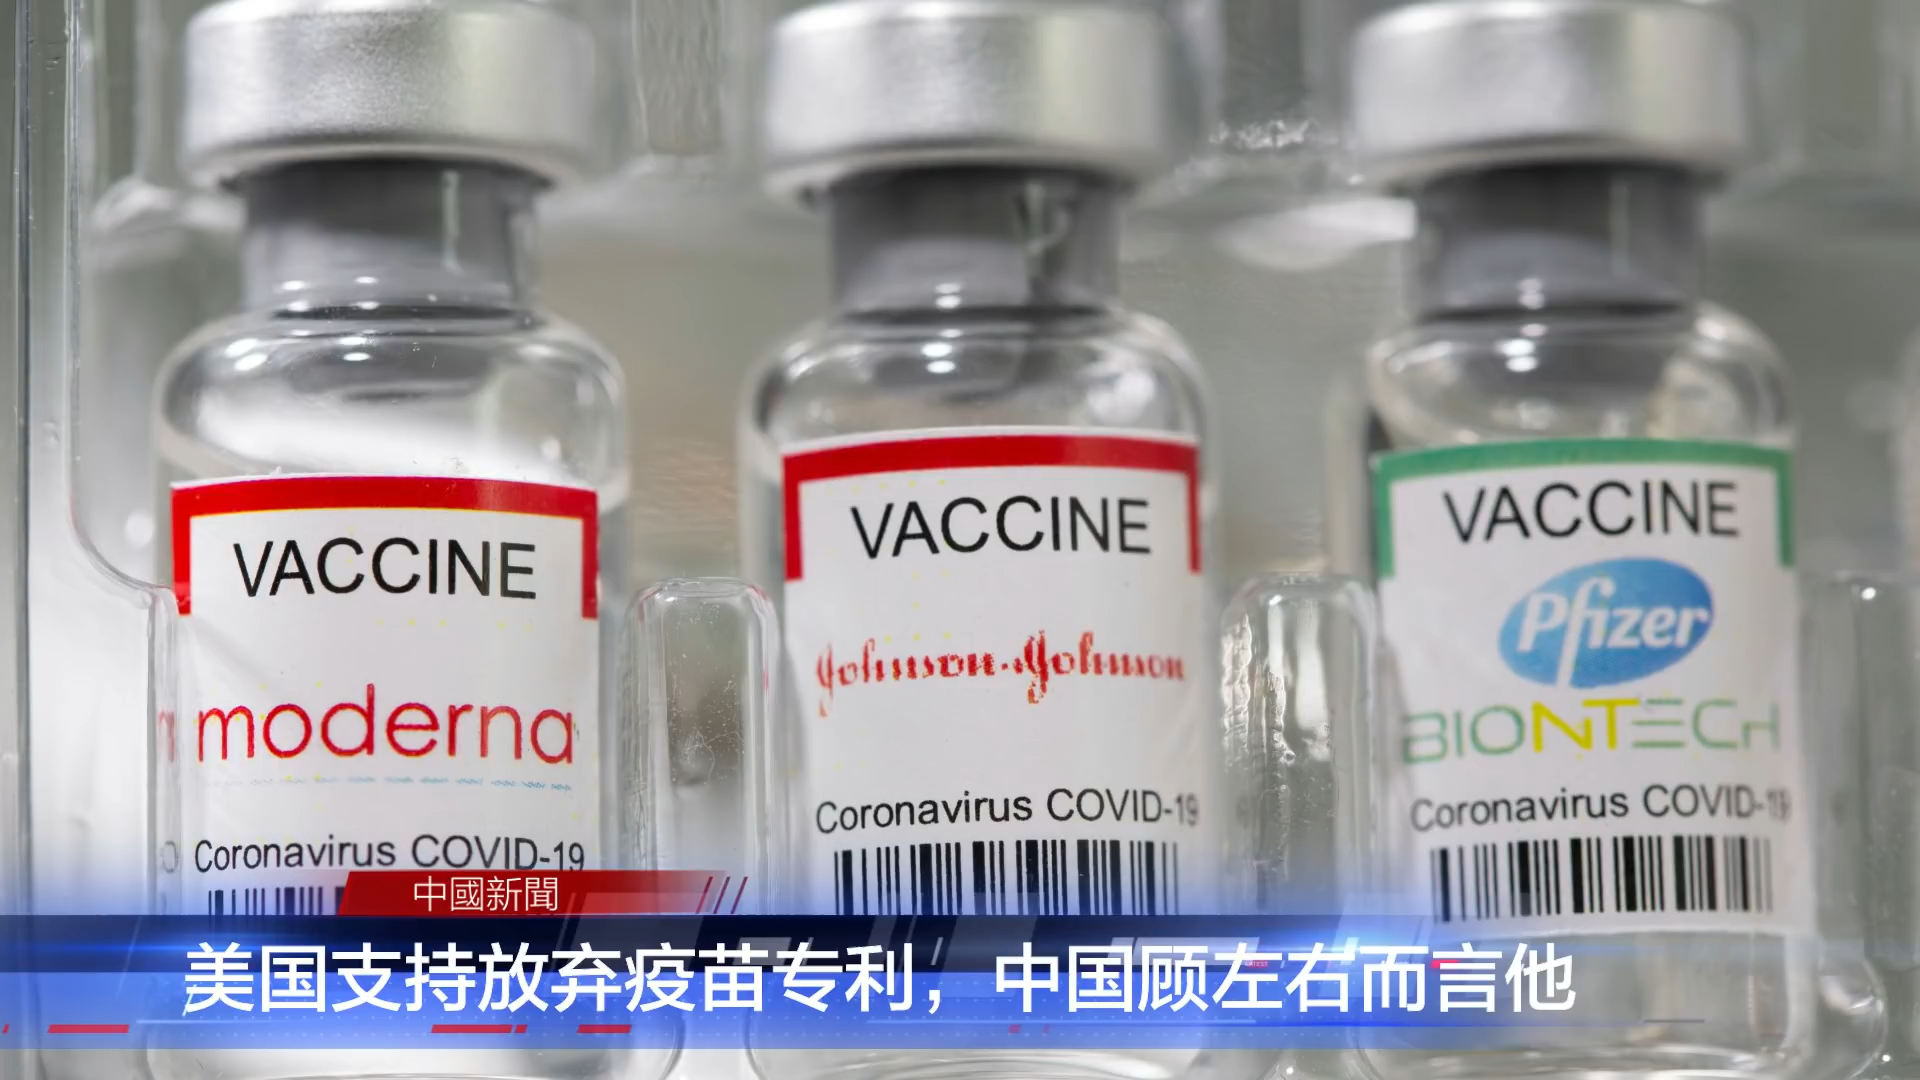 VACCINE
moderna
Coronavirus COVID-19
VACCINE
Johnson-Johnson
Coronavirus COVID-19
VACCINE
Pfizer
BIONTECH
Coronavirus COVID-19
中國新聞
美国支持放弃疫苗专利，中国顾左右而言他